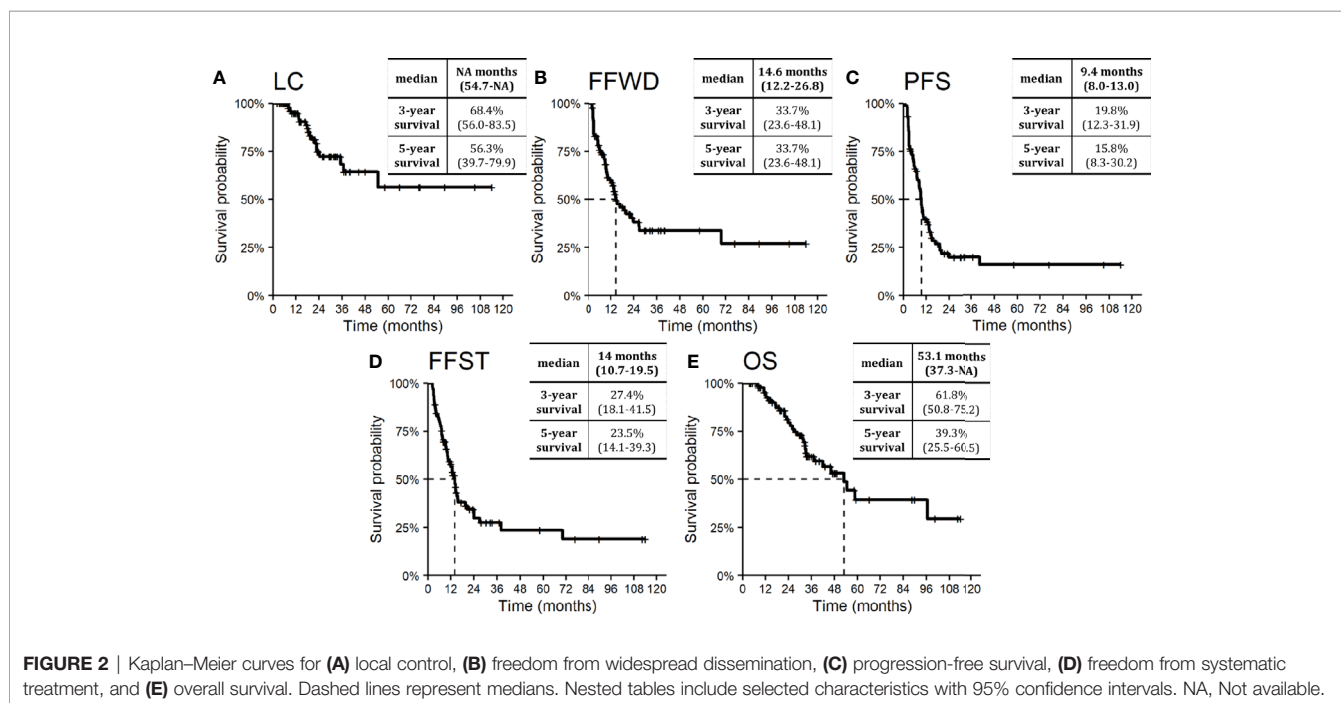 A LC
median NA months
(54.7-NA)
3-year survival 68.4%
(56.0-83.5)
5-year survival 56.3%
(39.7-79.9)
Survival probability
100%
75%
50%
25%
0%
0 12 24 36 48 60 72 84 96 108 120
Time (months)
B FFWD
median 14.6 months
(12.2-26.8)
3-year survival 33.7%
(23.6-48.1)
5-year survival 33.7%
(23.6-48.1)
Survival probability
100%
75%
50%
25%
0%
0 12 24 36 48 60 72 84 96 108 120
Time (months)
C PFS
median 9.4 months
(8.0-13.0)
3-year survival 19.8%
(12.3-31.9)
5-year survival 15.8%
(8.3-30.2)
Survival probability
100%
75%
50%
25%
0%
0 12 24 36 48 60 72 84 96 108 120
Time (months)
D FFST
median 14 months
(10.7-19.5)
3-year survival 27.4%
(18.1-41.5)
5-year survival 23.5%
(14.1-39.3)
Survival probability
100%
75%
50%
25%
0%
0 12 24 36 48 60 72 84 96 108 120
Time (months)
E OS
median 53.1 months
(37.3-NA)
3-year survival 61.8%
(50.8-75.2)
5-year survival 39.3%
(25.5-60.5)
Survival probability
100%
75%
50%
25%
0%
0 12 24 36 48 60 72 84 96 108 120
Time (months)
FIGURE 2 | Kaplan–Meier curves for (A) local control, (B) freedom from widespread dissemination, (C) progression-free survival, (D) freedom from systematic
treatment, and (E) overall survival. Dashed lines represent medians. Nested tables include selected characteristics with 95% confidence intervals. NA, Not available.